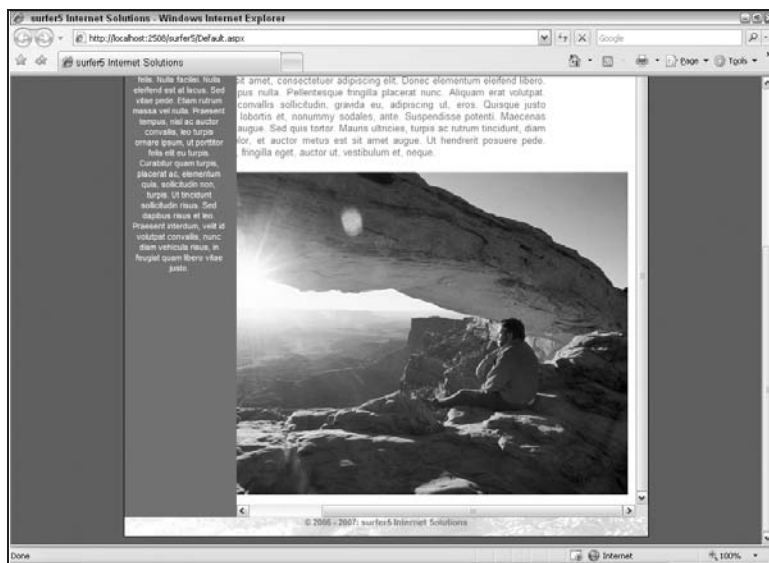 surfer5 Internet Solutions - Windows Internet Explorer
http://localhost:2508/surfer5/Default.aspx
Google
surfer5 Internet Solutions
Page
Tools
felis. Nulla facilisi. Nulla
eleifend est at lacus. Sed
vitae pede. Etiam rutrum
massa vel nulla. Praesent
tempus, nisl ac auctor
convallis, leo turpis
ornare ipsum, ut porttitor
felis elit eu turpis.
Curabitur quam turpis,
placerat ac, elementum
quis, sollicitudin non,
turpis. Ut tincidunt
sollicitudin risus. Sed
dapibus risus et leo.
Praesent interdum, velit id
volutpat convallis, nunc
diam vehicula risus, in
feugiat quam libero vitae
justo.
sit amet, consectetuer adipiscing elit. Donec elementum eleifend libero.
pus nulla. Pellentesque fringilla placerat nunc. Aliquam erat volutpat.
convallis sollicitudin, gravida eu, adipiscing ut, eros. Quisque justo
lobortis et, nonummy sodales, ante. Suspendisse potenti. Maecenas
augue. Sed quis tortor. Mauris ultricies, turpis ac rutrum tincidunt, diam
lor, et auctor metus est sit amet augue. Ut hendrerit posuere pede.
fringilla eget, auctor ut, vestibulum et, neque.
© 2006 - 2007: surfer5 Internet Solutions
Done
Internet
100%